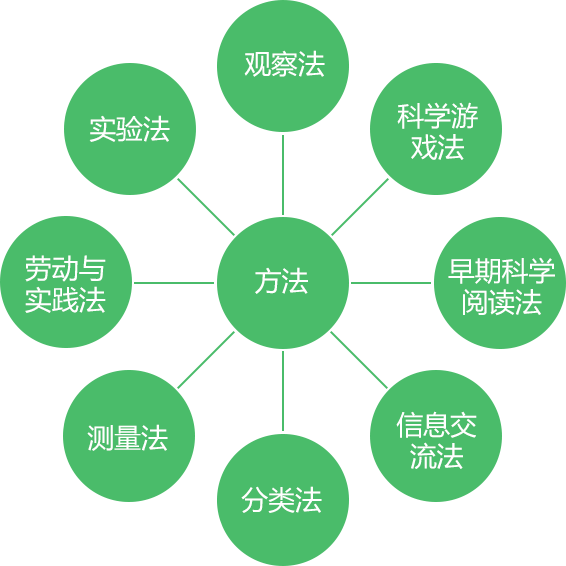 观察法
实验法
科学游
戏法
劳动与
实践法
方法
早期科学
阅读法
测量法
信息交
流法
分类法